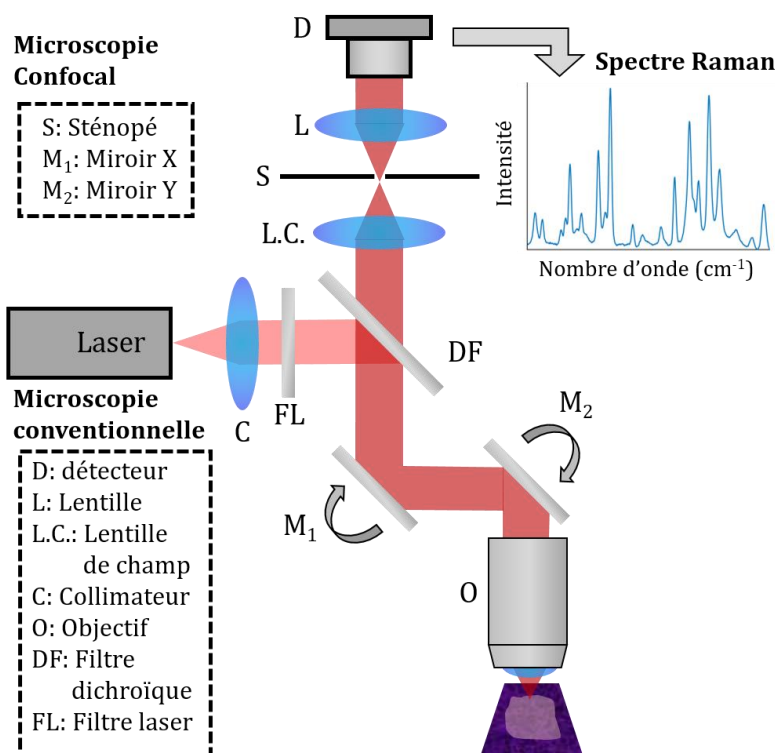 Microscopie
Confocal
S: Sténopé
M₁: Miroir X
M₂: Miroir Y
D
L
S
L.C.
Spectre Raman
Intensité
Nombre d'onde (cm⁻¹)
Laser
C
FL
DF
M₁
M₂
O
Microscopie
conventionnelle
D: détecteur
L: Lentille
L.C.: Lentille
de champ
C: Collimateur
O: Objectif
DF: Filtre
dichroïque
FL: Filtre laser